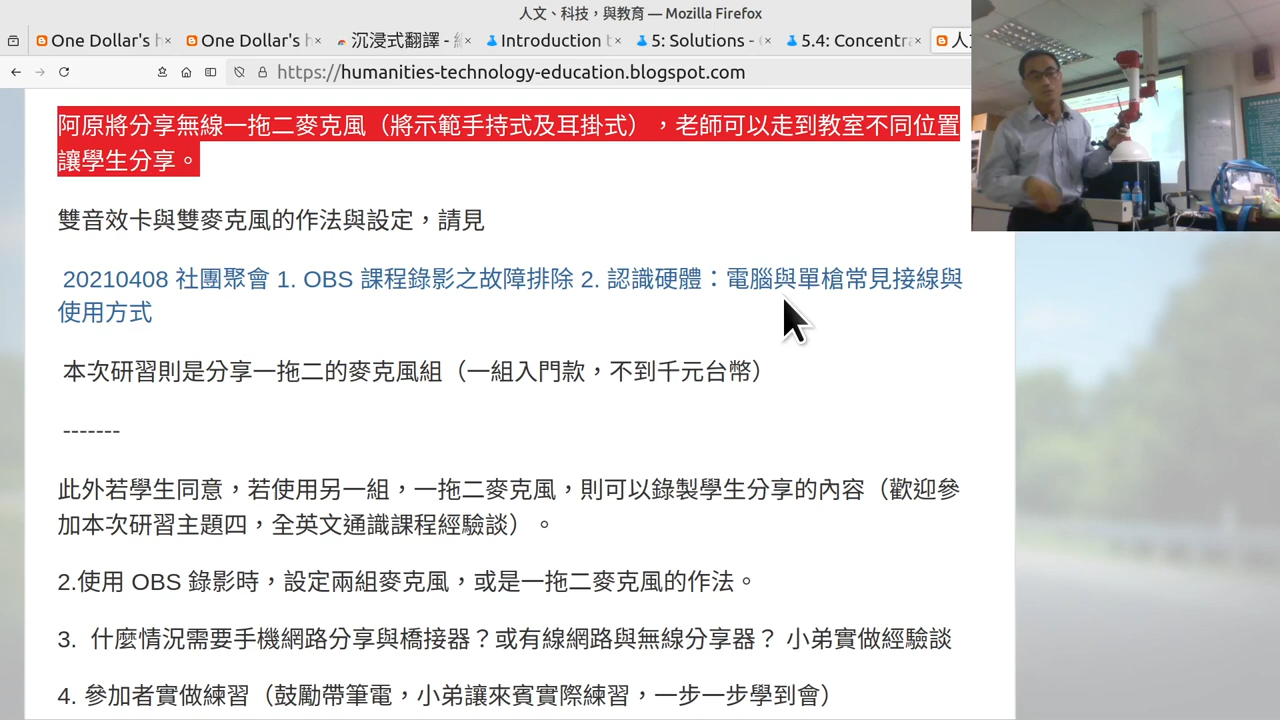 人文、科技，與教育 — Mozilla Firefox
One Dollar's h
One Dollar's h
沉浸式翻譯 -
Introduction t
5: Solutions -
5.4: Concentra
人
https://humanities-technology-education.blogspot.com
阿原將分享無線一拖二麥克風（將示範手持式及耳掛式），老師可以走到教室不同位置
讓學生分享。
雙音效卡與雙麥克風的作法與設定，請見
20210408 社團聚會 1. OBS 課程錄影之故障排除 2. 認識硬體：電腦與單槍常見接線與
使用方式
本次研習則是分享一拖二的麥克風組（一組入門款，不到千元台幣）
-------
此外若學生同意，若使用另一組，一拖二麥克風，則可以錄製學生分享的內容（歡迎參
加本次研習主題四，全英文通識課程經驗談）。
2.使用 OBS 錄影時，設定兩組麥克風，或是一拖二麥克風的作法。
3. 什麼情況需要手機網路分享與橋接器？或有線網路與無線分享器？ 小弟實做經驗談
4. 參加者實做練習（鼓勵帶筆電，小弟讓來賓實際練習，一步一步學到會）